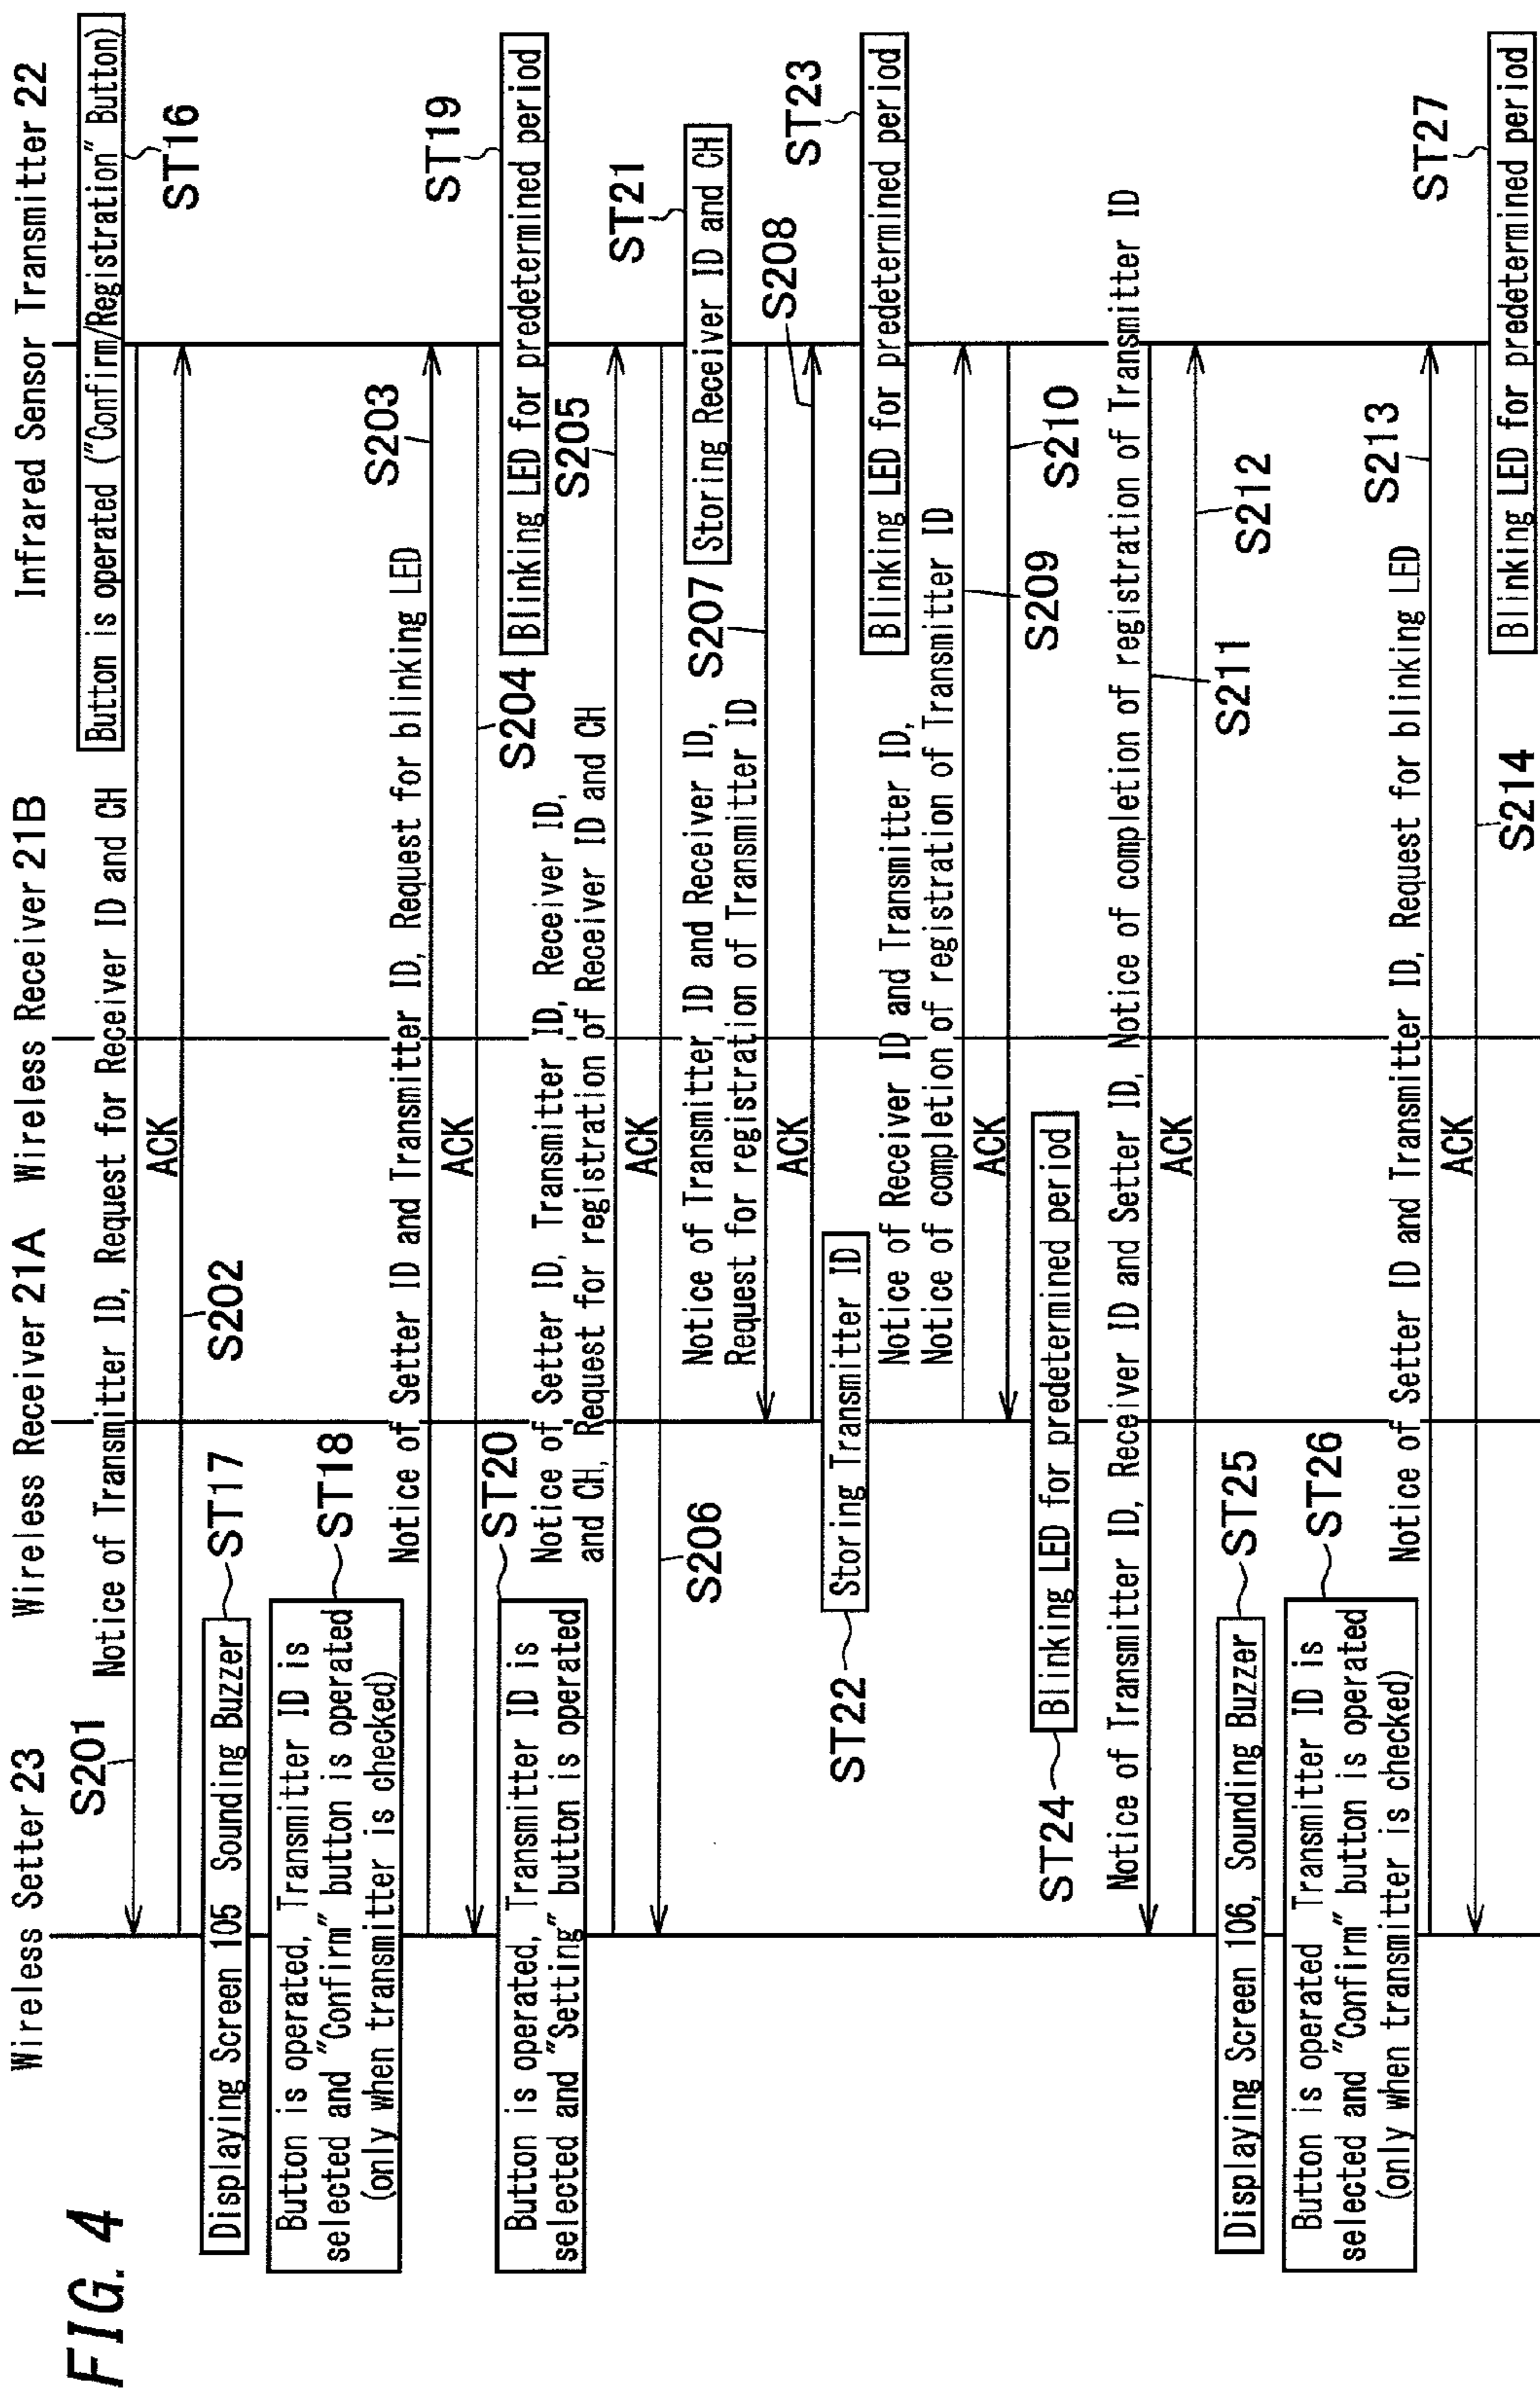 FIG. 4
Wireless Setter 23
Wireless Receiver 21A
Wireless Receiver 21B
Infrared Sensor Transmitter 22
Button is operated ("Confirm/Registration" Button)
ST16
S201
Notice of Transmitter ID, Request for Receiver ID and CH
ACK
S202
Displaying Screen 105 Sounding Buzzer
ST17
Button is operated, Transmitter ID is
selected and "Confirm" button is operated
(only when transmitter is checked)
ST18
Notice of Setter ID and Transmitter ID, Request for blinking LED
S203
ACK
S204
ST19
Blinking LED for predetermined period
Button is operated, Transmitter ID is
selected and "Setting" button is operated
ST20
Notice of Setter ID, Transmitter ID, Receiver ID,
and CH, Request for registration of Receiver ID and CH
S205
ACK
S206
ST21
Storing Receiver ID and CH
Notice of Transmitter ID and Receiver ID,
Request for registration of Transmitter ID
S207
ACK
S208
Storing Transmitter ID
ST22
ST23
Blinking LED for predetermined period
Notice of Receiver ID and Transmitter ID,
Notice of completion of registration of Transmitter ID
S209
ACK
S210
Blinking LED for predetermined period
ST24
Notice of Transmitter ID, Receiver ID and Setter ID, Notice of completion of registration of Transmitter ID
S211
ACK
S212
Displaying Screen 106, Sounding Buzzer
ST25
Button is operated Transmitter ID is
selected and "Confirm" button is operated
(only when transmitter is checked)
ST26
Notice of Setter ID and Transmitter ID, Request for blinking LED
S213
ACK
S214
ST27
Blinking LED for predetermined period